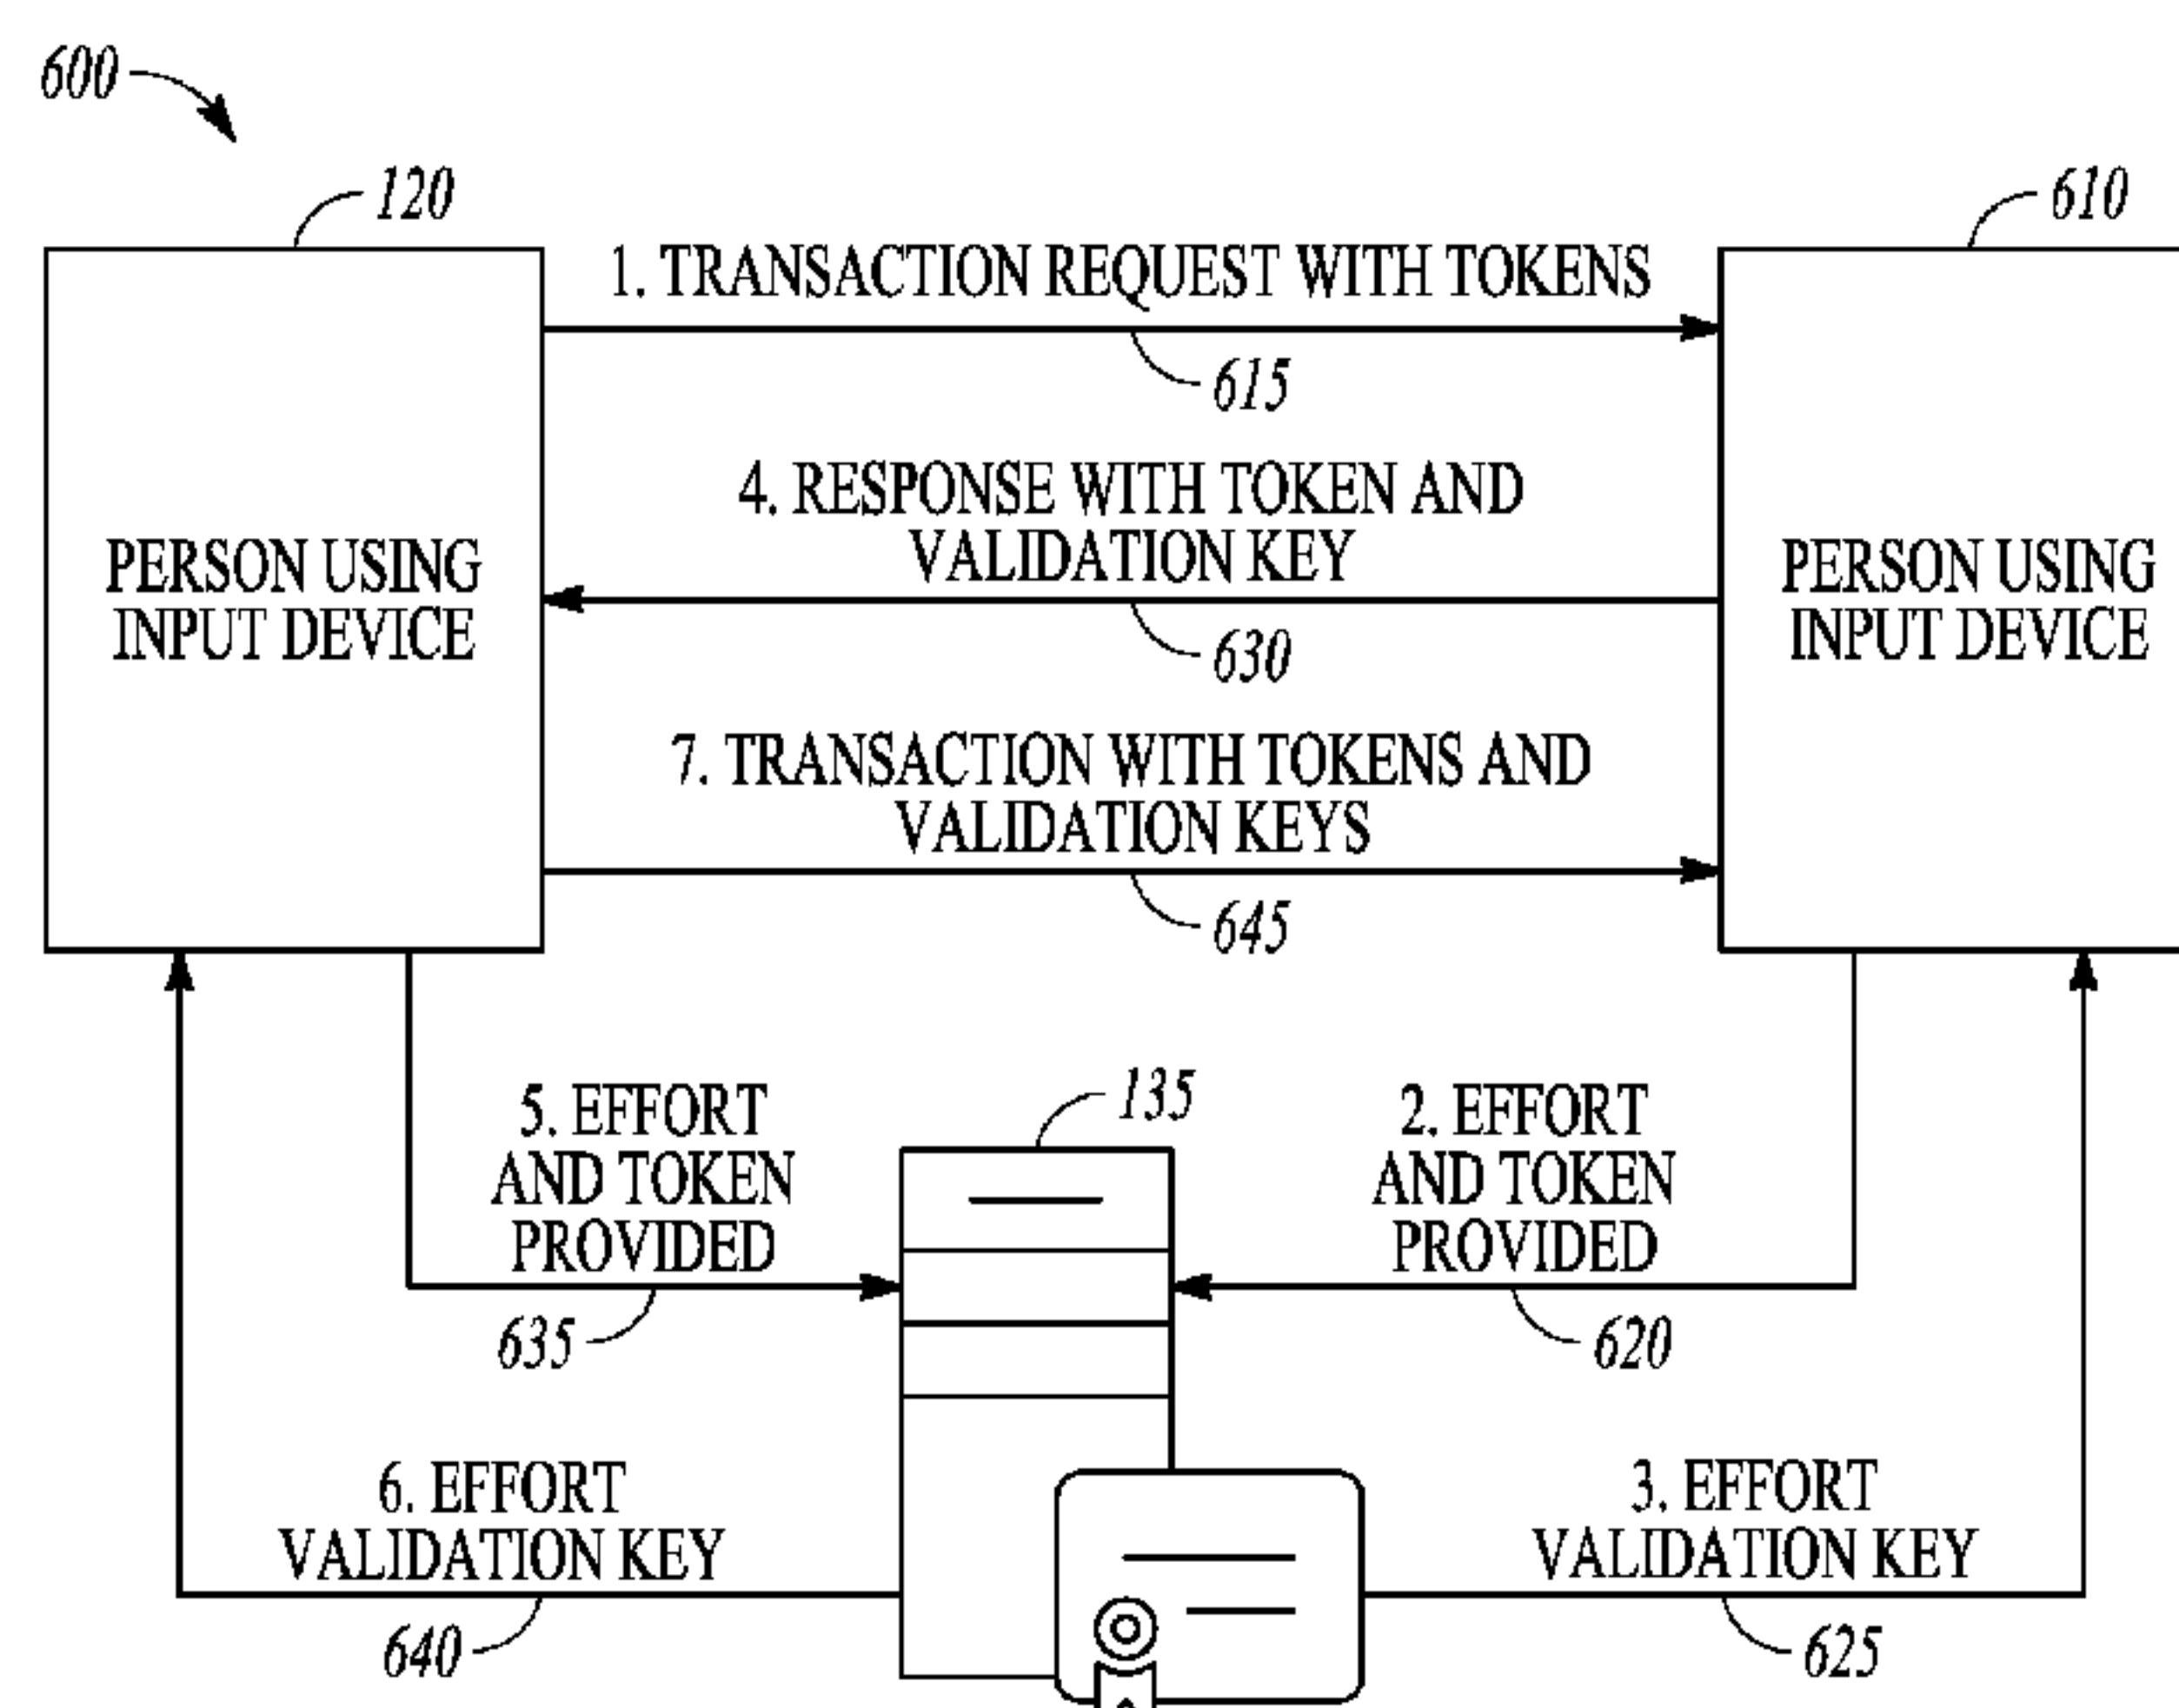 600
120
610
1. TRANSACTION REQUEST WITH TOKENS
615
4. RESPONSE WITH TOKEN AND
VALIDATION KEY
630
PERSON USING
INPUT DEVICE
PERSON USING
INPUT DEVICE
7. TRANSACTION WITH TOKENS AND
VALIDATION KEYS
645
135
5. EFFORT
AND TOKEN
PROVIDED
635
2. EFFORT
AND TOKEN
PROVIDED
620
6. EFFORT
VALIDATION KEY
640
3. EFFORT
VALIDATION KEY
625